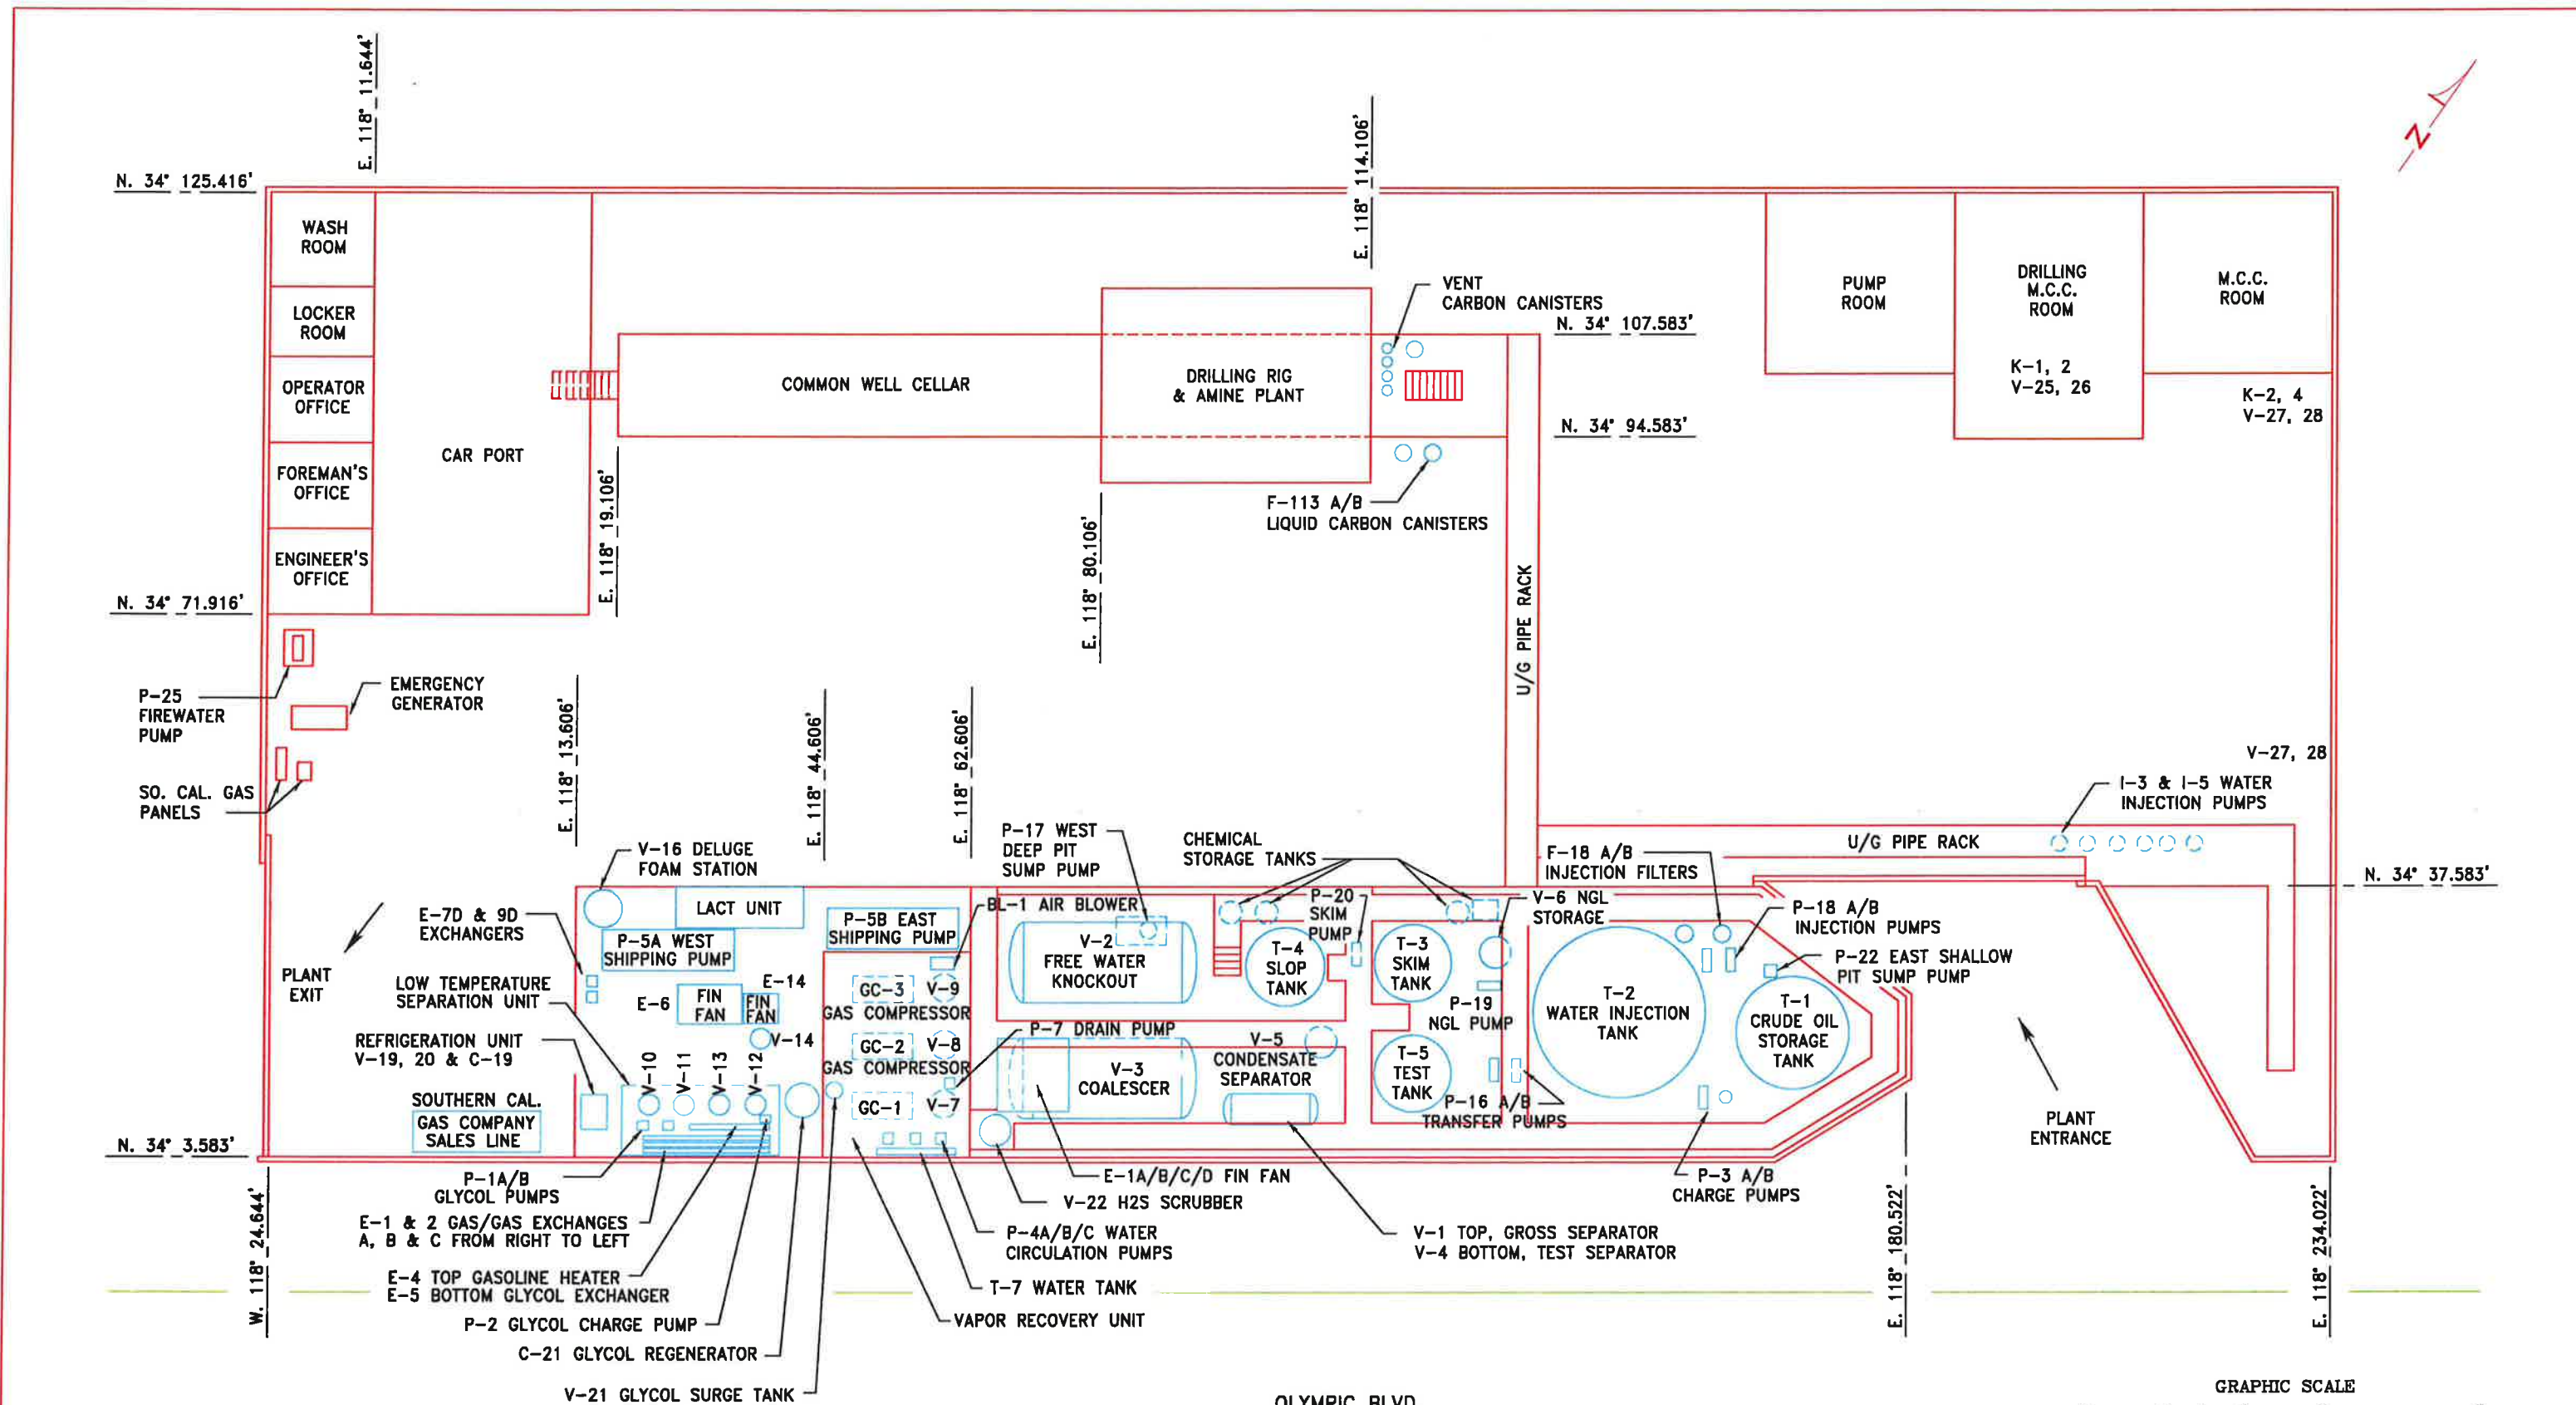 E. 118° 11.644'
N. 34° 125.416'
E. 118° 114.106'
N
WASH
ROOM
LOCKER
ROOM
OPERATOR
OFFICE
FOREMAN'S
OFFICE
ENGINEER'S
OFFICE
CAR PORT
COMMON WELL CELLAR
DRILLING RIG
& AMINE PLANT
VENT
CARBON CANISTERS
N. 34° 107.583'
N. 34° 94.583'
PUMP
ROOM
DRILLING
M.C.C.
ROOM
K-1, 2
V-25, 26
M.C.C.
ROOM
K-2, 4
V-27, 28
F-113 A/B
LIQUID CARBON CANISTERS
E. 118° 19.106'
E. 118° 80.106'
N. 34° 71.916'
U/G PIPE RACK
P-25
FIREWATER
PUMP
EMERGENCY
GENERATOR
SO. CAL. GAS
PANELS
E. 118° 13.606'
E. 118° 44.606'
E. 118° 62.606'
V-27, 28
I-3 & I-5 WATER
INJECTION PUMPS
U/G PIPE RACK
N. 34° 37.583'
V-16 DELUGE
FOAM STATION
P-17 WEST
DEEP PIT
SUMP PUMP
CHEMICAL
STORAGE TANKS
F-18 A/B
INJECTION FILTERS
E-7D & 9D
EXCHANGERS
LACT UNIT
P-5A WEST
SHIPPING PUMP
P-5B EAST
SHIPPING PUMP
BL-1 AIR BLOWER
V-2
FREE WATER
KNOCKOUT
T-4
SLOP
TANK
P-20
SKIM
PUMP
T-3
SKIM
TANK
V-6 NGL
STORAGE
P-18 A/B
INJECTION PUMPS
P-22 EAST SHALLOW
PIT SUMP PUMP
PLANT
EXIT
LOW TEMPERATURE
SEPARATION UNIT
E-6
FIN
FAN
E-14
FIN
FAN
V-14
GC-3
V-9
GAS COMPRESSOR
GC-2
V-8
GAS COMPRESSOR
GC-1
V-7
P-7 DRAIN PUMP
P-19
NGL PUMP
T-2
WATER INJECTION
TANK
T-1
CRUDE OIL
STORAGE
TANK
REFRIGERATION UNIT
V-19, 20 & C-19
V-10
V-11
V-13
V-12
V-3
COALESCER
V-5
CONDENSATE
SEPARATOR
T-5
TEST
TANK
P-16 A/B
TRANSFER PUMPS
SOUTHERN CAL.
GAS COMPANY
SALES LINE
PLANT
ENTRANCE
N. 34° 3.583'
W. 118° 24.644'
P-1A/B
GLYCOL PUMPS
E-1 & 2 GAS/GAS EXCHANGES
A, B & C FROM RIGHT TO LEFT
E-4 TOP GASOLINE HEATER
E-5 BOTTOM GLYCOL EXCHANGER
P-2 GLYCOL CHARGE PUMP
C-21 GLYCOL REGENERATOR
V-21 GLYCOL SURGE TANK
E-1A/B/C/D FIN FAN
V-22 H2S SCRUBBER
P-4A/B/C WATER
CIRCULATION PUMPS
T-7 WATER TANK
VAPOR RECOVERY UNIT
V-1 TOP, GROSS SEPARATOR
V-4 BOTTOM, TEST SEPARATOR
P-3 A/B
CHARGE PUMPS
E. 118° 180.522'
E. 118° 234.022'
OLYMPIC BLVD
GRAPHIC SCALE